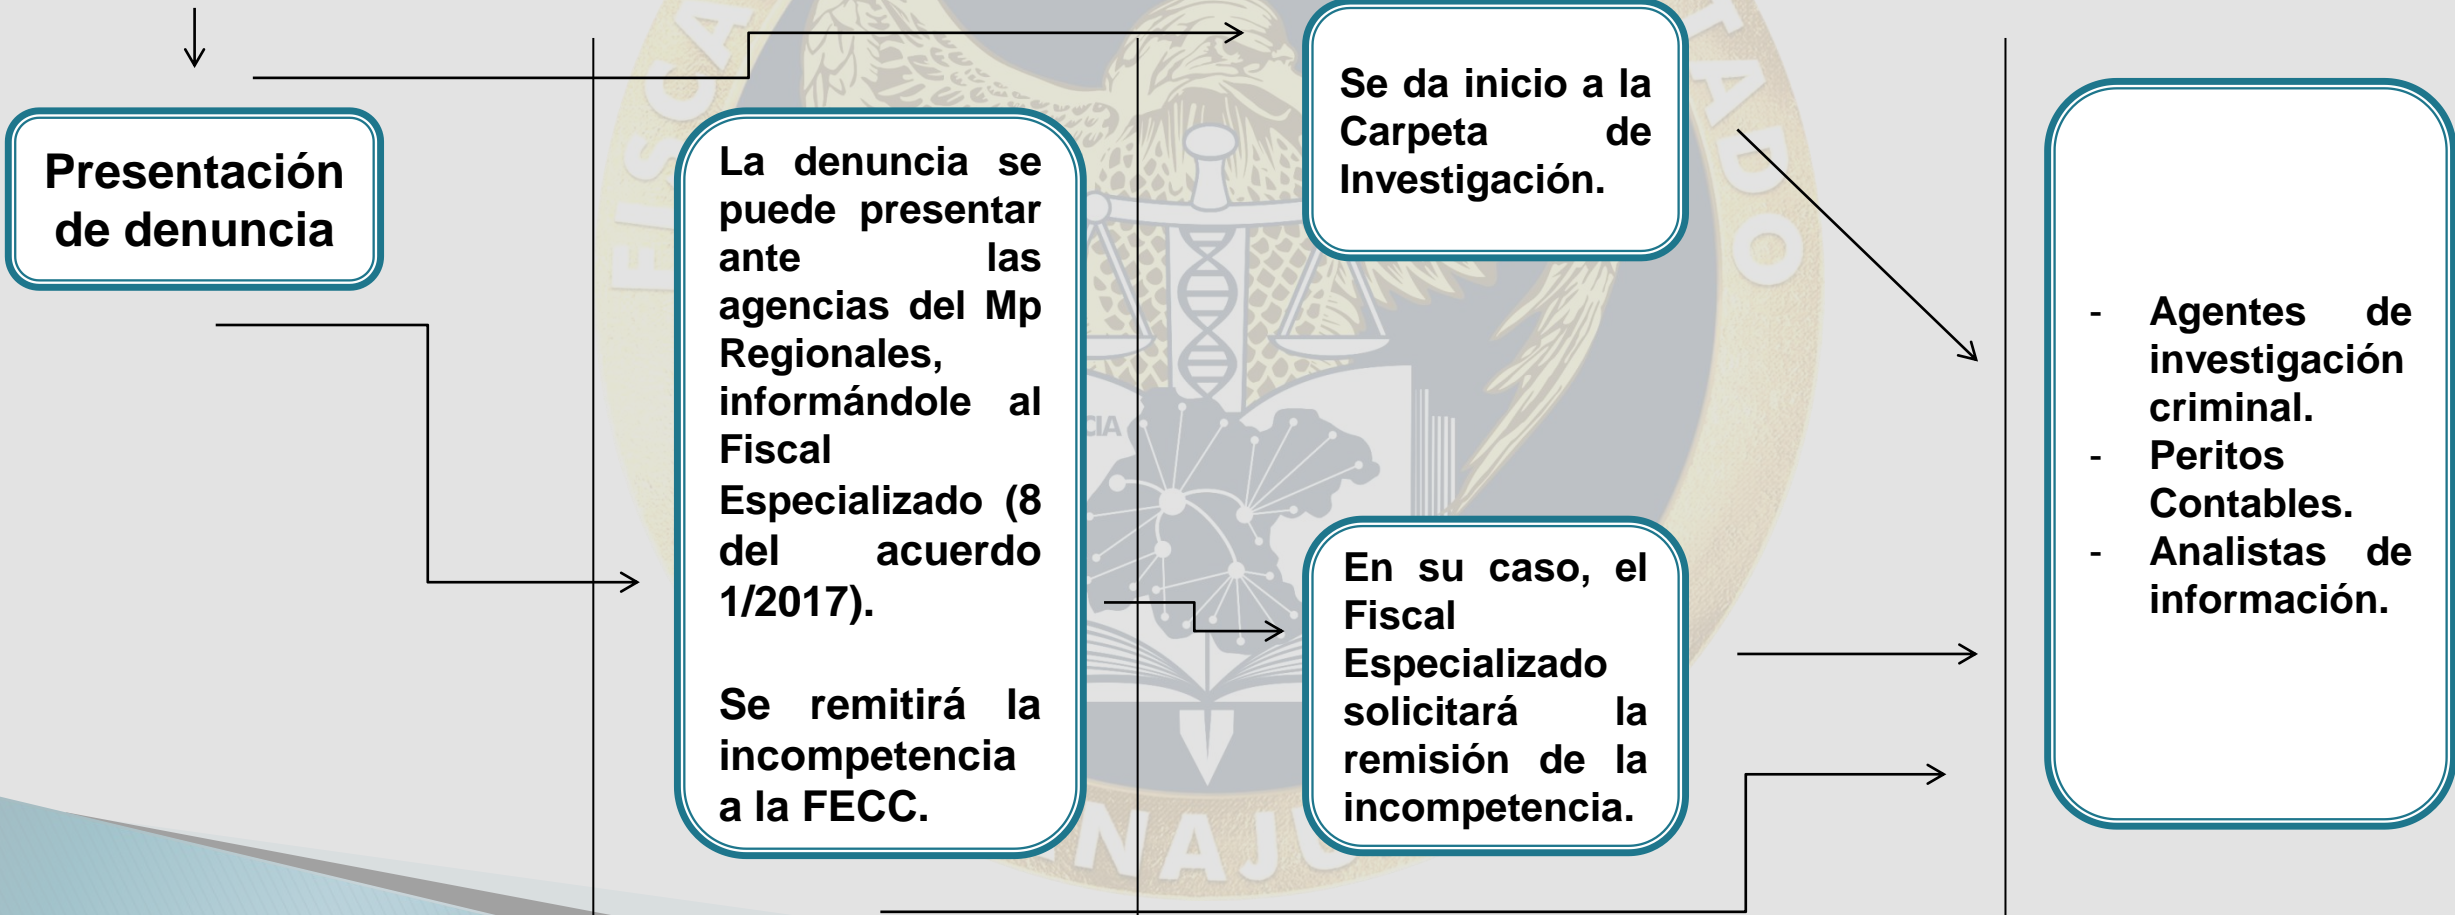 Presentación
de denuncia
La denuncia se
puede presentar
ante las
agencias del Mp
Regionales,
informándole al
Fiscal
Especializado (8
del acuerdo
1/2017).
Se remitirá la
incompetencia
a la FECC.
Se da inicio a la
Carpeta de
Investigación.
En su caso, el
Fiscal
Especializado
solicitará la
remisión de la
incompetencia.
- Agentes de
investigación
criminal.
- Peritos
Contables.
- Analistas de
información.